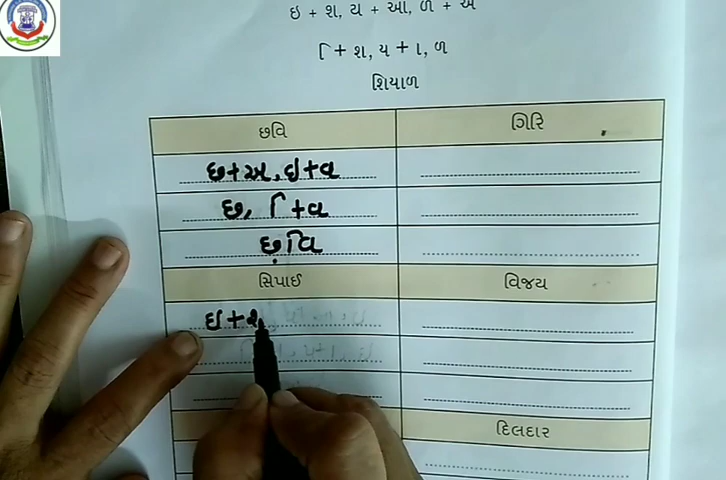 ઇ + શ, ય + આ, ળ + અ
 િ + શ, ય + ા, ળ
શિયાળ
છવિ ગિરિ
છ+અ, ઇ+વ
છ, િ+વ
છવિ
સિપાઈ વિજય
ઇ+
દિલદાર